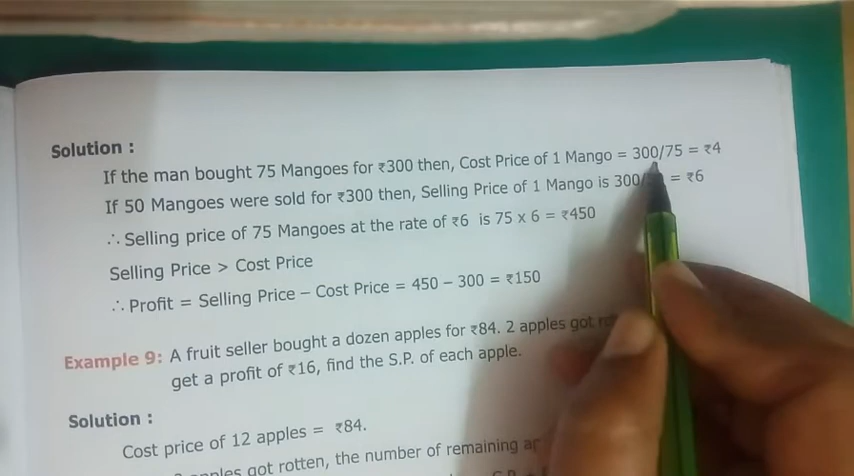 Solution :
If the man bought 75 Mangoes for ₹300 then, Cost Price of 1 Mango = 300/75 = ₹4
If 50 Mangoes were sold for ₹300 then, Selling Price of 1 Mango is 300/ = ₹6
∴ Selling price of 75 Mangoes at the rate of ₹6 is 75 x 6 = ₹450
Selling Price > Cost Price
∴ Profit = Selling Price – Cost Price = 450 – 300 = ₹150
Example 9: A fruit seller bought a dozen apples for ₹84. 2 apples got
get a profit of ₹16, find the S.P. of each apple.
Solution :
Cost price of 12 apples = ₹84.
apples got rotten, the number of remaining